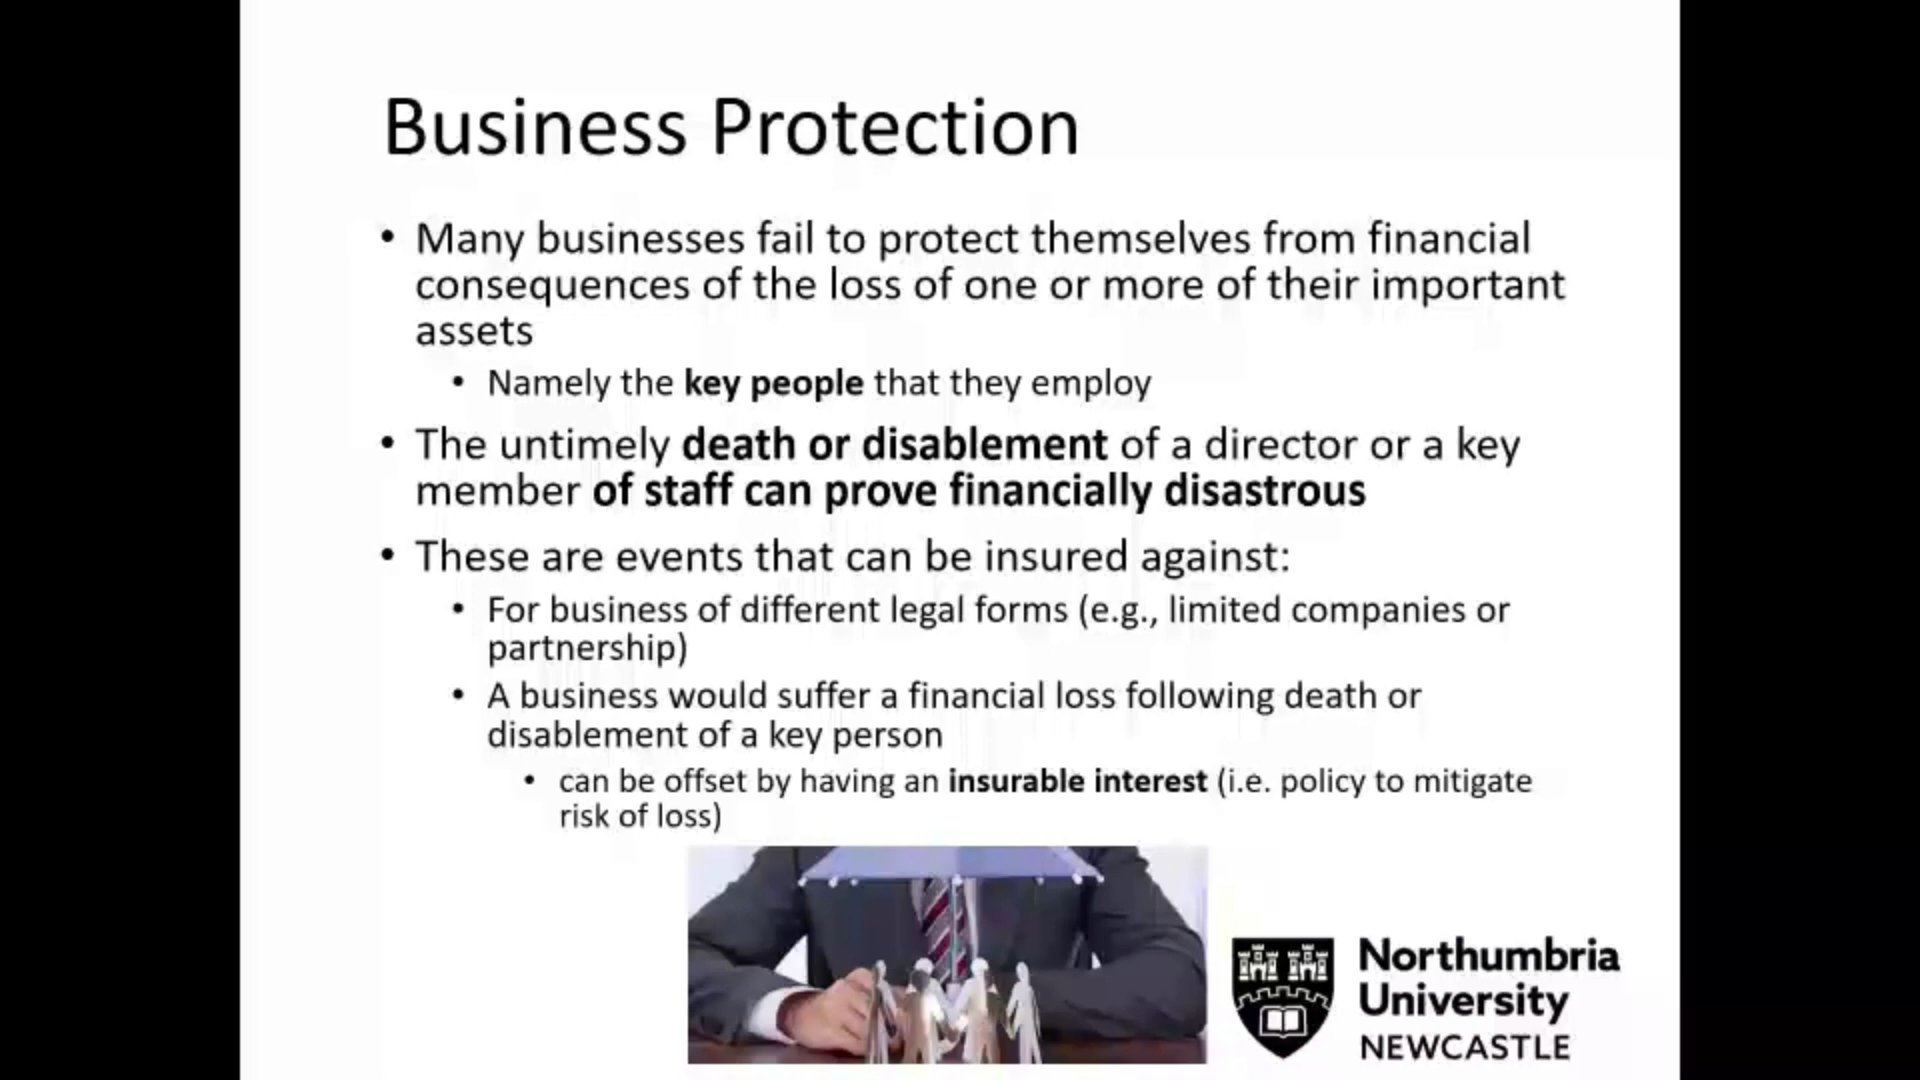 Business Protection
• Many businesses fail to protect themselves from financial
consequences of the loss of one or more of their important
assets
• Namely the key people that they employ
• The untimely death or disablement of a director or a key
member of staff can prove financially disastrous
• These are events that can be insured against:
• For business of different legal forms (e.g., limited companies or
partnership)
• A business would suffer a financial loss following death or
disablement of a key person
• can be offset by having an insurable interest (i.e. policy to mitigate
risk of loss)
Northumbria
University
NEWCASTLE